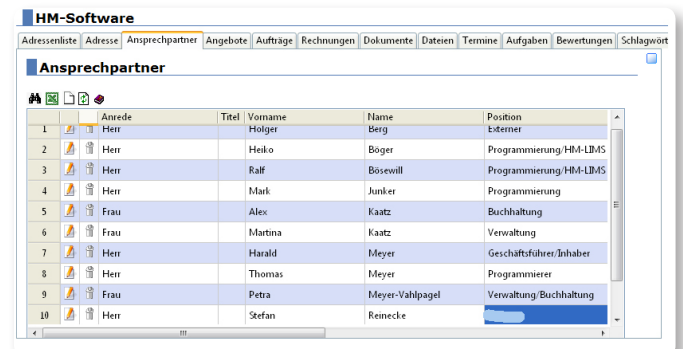 HM-Software
Adressenliste Adresse Ansprechpartner Angebote Aufträge Rechnungen Dokumente Dateien Termine Aufgaben Bewertungen Schlagwört
Ansprechpartner
Anrede Titel Vorname Name Position
1 Herr Holger Berg Externer
2 Herr Heiko Böger Programmierung/HM-LIMS
3 Herr Ralf Bösewill Programmierung/HM-LIMS
4 Herr Mark Junker Programmierung
5 Frau Alex Kaatz Buchhaltung
6 Frau Martina Kaatz Verwaltung
7 Herr Harald Meyer Geschäftsführer/Inhaber
8 Herr Thomas Meyer Programmierer
9 Frau Petra Meyer-Vahlpagel Verwaltung/Buchhaltung
10 Herr Stefan Reinecke